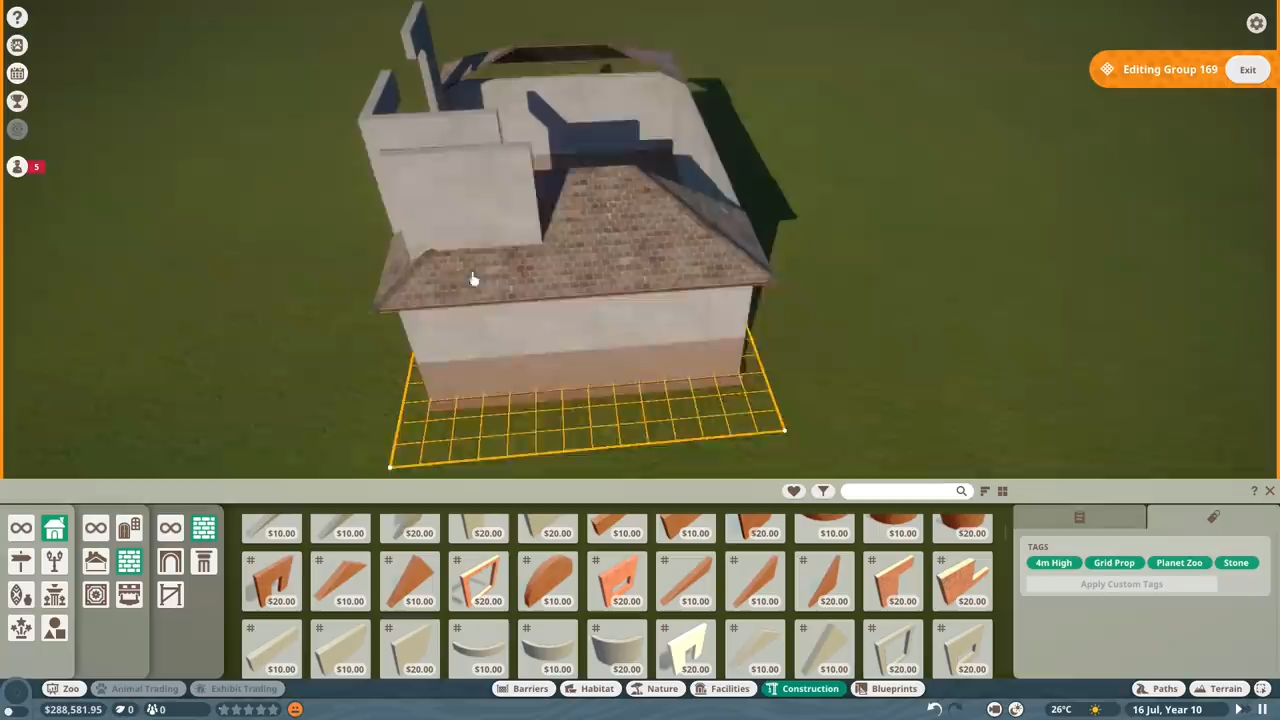 ?
Editing Group 169
Exit
5
? ×
$10.00 $10.00 $20.00 $20.00 $20.00 $10.00 $10.00 $20.00 $10.00 $10.00 $20.00
# # # # # # # # # # #
$20.00 $10.00 $10.00 $20.00 $10.00 $20.00 $10.00 $10.00 $10.00 $20.00 $20.00
TAGS
4m High Grid Prop Planet Zoo Stone
Apply Custom Tags
# # # # # # # # # # #
$10.00 $10.00 $20.00 $10.00 $10.00 $20.00 $20.00 $10.00 $10.00 $20.00 $20.00
Zoo Animal Trading Exhibit Trading Barriers Habitat Nature Facilities Construction Blueprints Paths Terrain
$288,581.95 0 0 26°C 16 Jul, Year 10